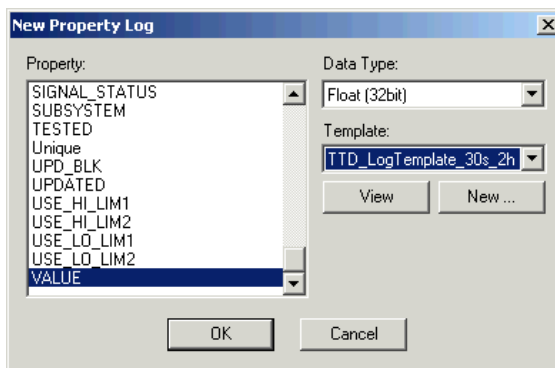 New Property Log
Property:
SIGNAL_STATUS
SUBSYSTEM
TESTED
Unique
UPD_BLK
UPDATED
USE_HI_LIM1
USE_HI_LIM2
USE_LO_LIM1
USE_LO_LIM2
VALUE
Data Type:
Float (32bit)
Template:
TTD_LogTemplate_30s_2h
View
New ...
OK
Cancel